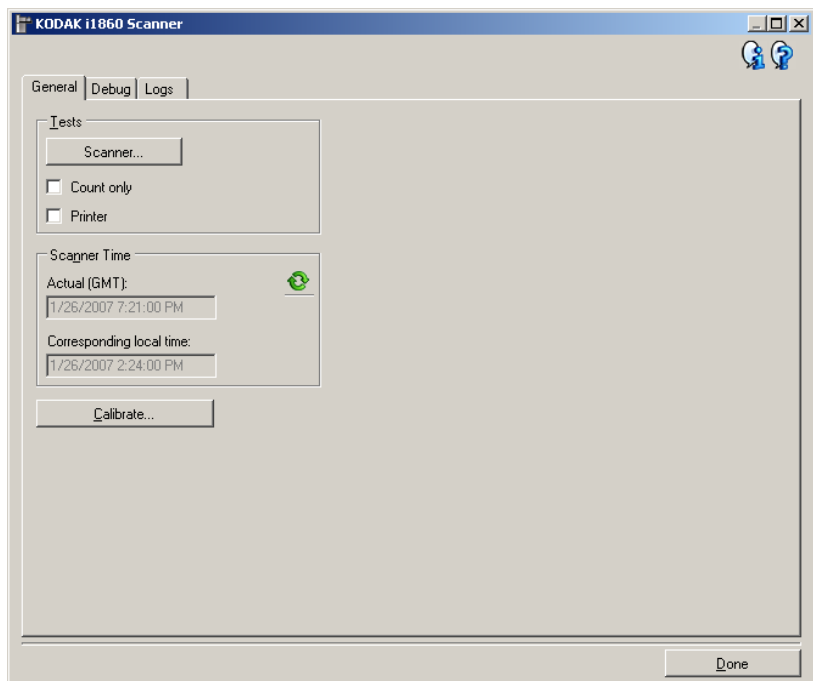 KODAK i1860 Scanner
General Debug Logs
Tests
Scanner...
Count only
Printer
Scanner Time
Actual (GMT):
1/26/2007 7:21:00 PM
Corresponding local time:
1/26/2007 2:24:00 PM
Calibrate...
Done